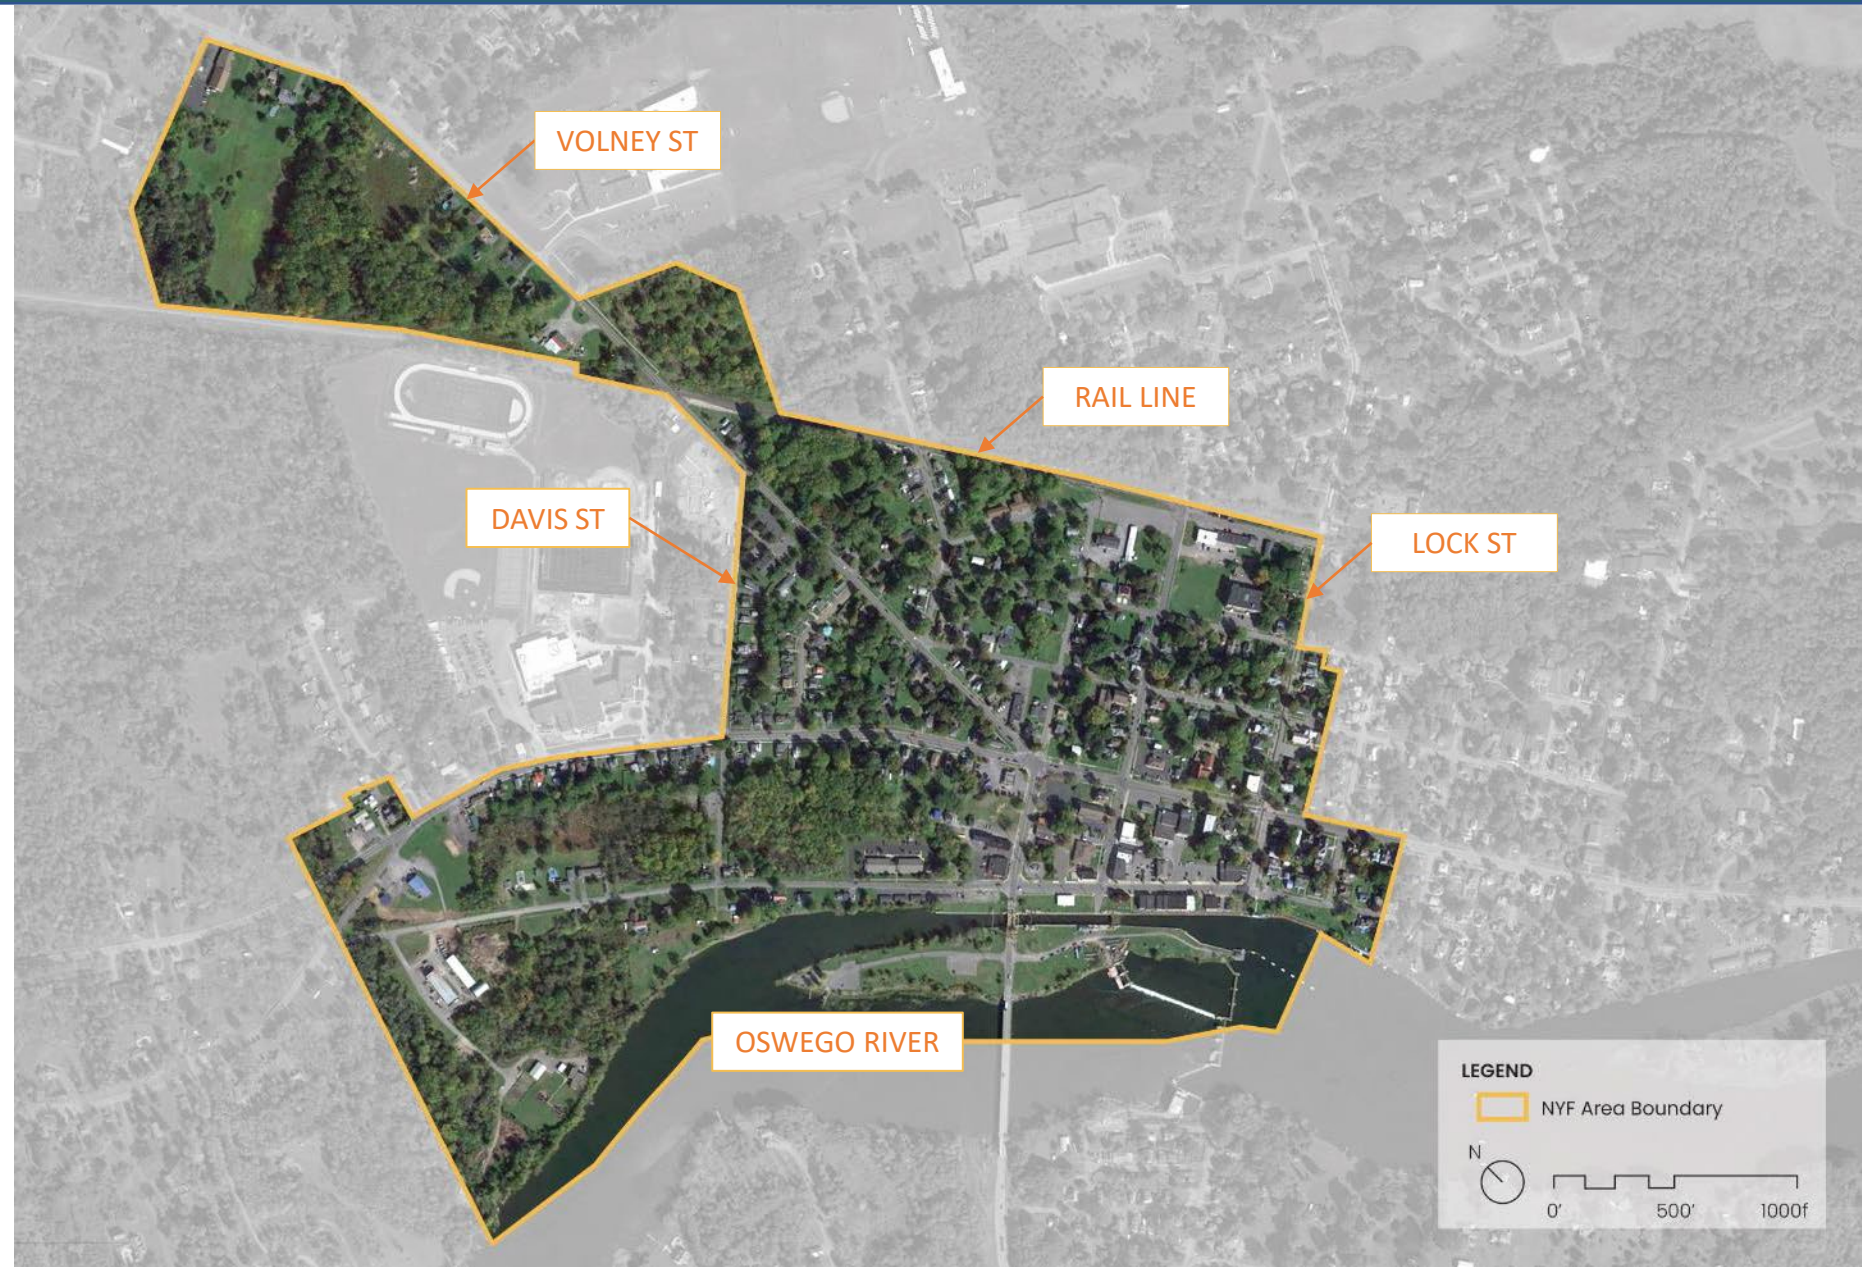 VOLNEY ST
RAIL LINE
DAVIS ST
LOCK ST
OSWEGO RIVER
LEGEND
NYF Area Boundary
N
0' 500' 1000f